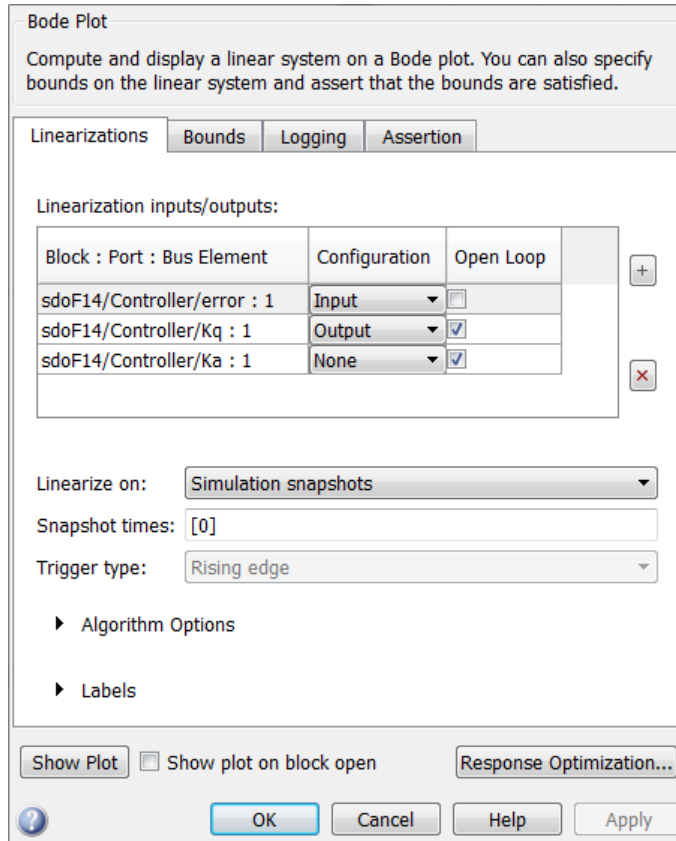 Bode Plot
Compute and display a linear system on a Bode plot. You can also specify
bounds on the linear system and assert that the bounds are satisfied.
Linearizations Bounds Logging Assertion
Linearization inputs/outputs:
Block : Port : Bus Element Configuration Open Loop
sdoF14/Controller/error : 1 Input
sdoF14/Controller/Kq : 1 Output
sdoF14/Controller/Ka : 1 None
Linearize on: Simulation snapshots
Snapshot times: [0]
Trigger type: Rising edge
Algorithm Options
Labels
Show Plot Show plot on block open Response Optimization...
? OK Cancel Help Apply